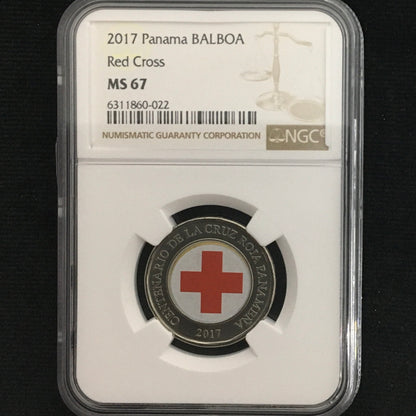 2017 Panama BALBOA
Red Cross
MS 67
6311860-022
NUMISMATIC GUARANTY CORPORATION
NGC®
CENTENARIO DE LA CRUZ ROJA PANAMEÑA
2017